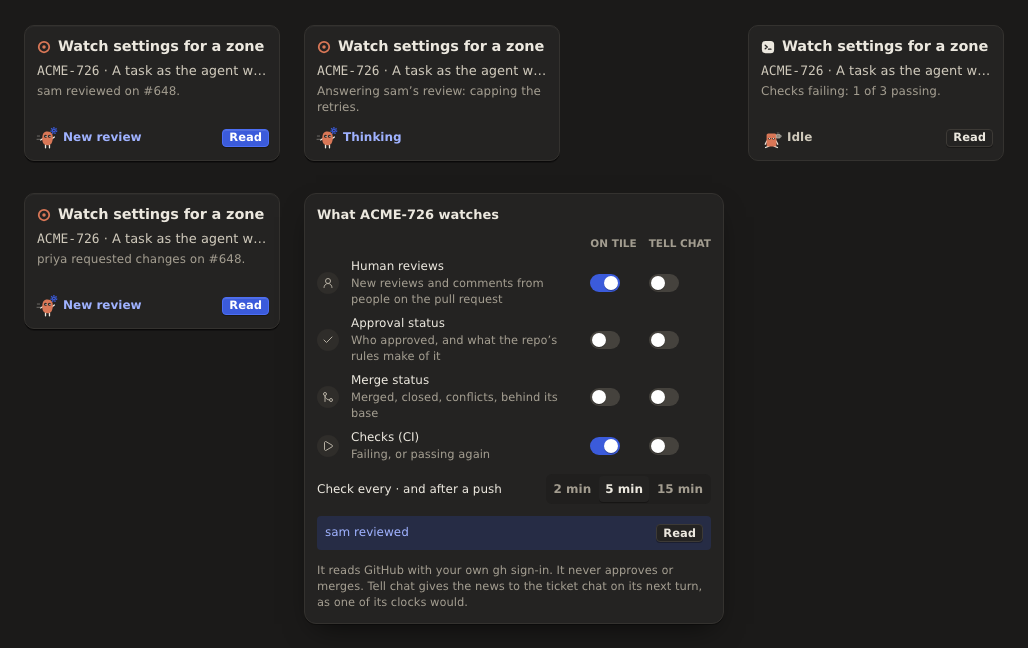 Watch settings for a zone
ACME-726 · A task as the agent w…
sam reviewed on #648.
New review
Read
Watch settings for a zone
ACME-726 · A task as the agent w…
Answering sam’s review: capping the
retries.
Thinking
Watch settings for a zone
ACME-726 · A task as the agent w…
Checks failing: 1 of 3 passing.
Idle
Read
Watch settings for a zone
ACME-726 · A task as the agent w…
priya requested changes on #648.
New review
Read
What ACME-726 watches
ON TILE TELL CHAT
Human reviews
New reviews and comments from
people on the pull request
Approval status
Who approved, and what the repo’s
rules make of it
Merge status
Merged, closed, conflicts, behind its
base
Checks (CI)
Failing, or passing again
Check every · and after a push 2 min 5 min 15 min
sam reviewed Read
It reads GitHub with your own gh sign-in. It never approves or
merges. Tell chat gives the news to the ticket chat on its next turn,
as one of its clocks would.